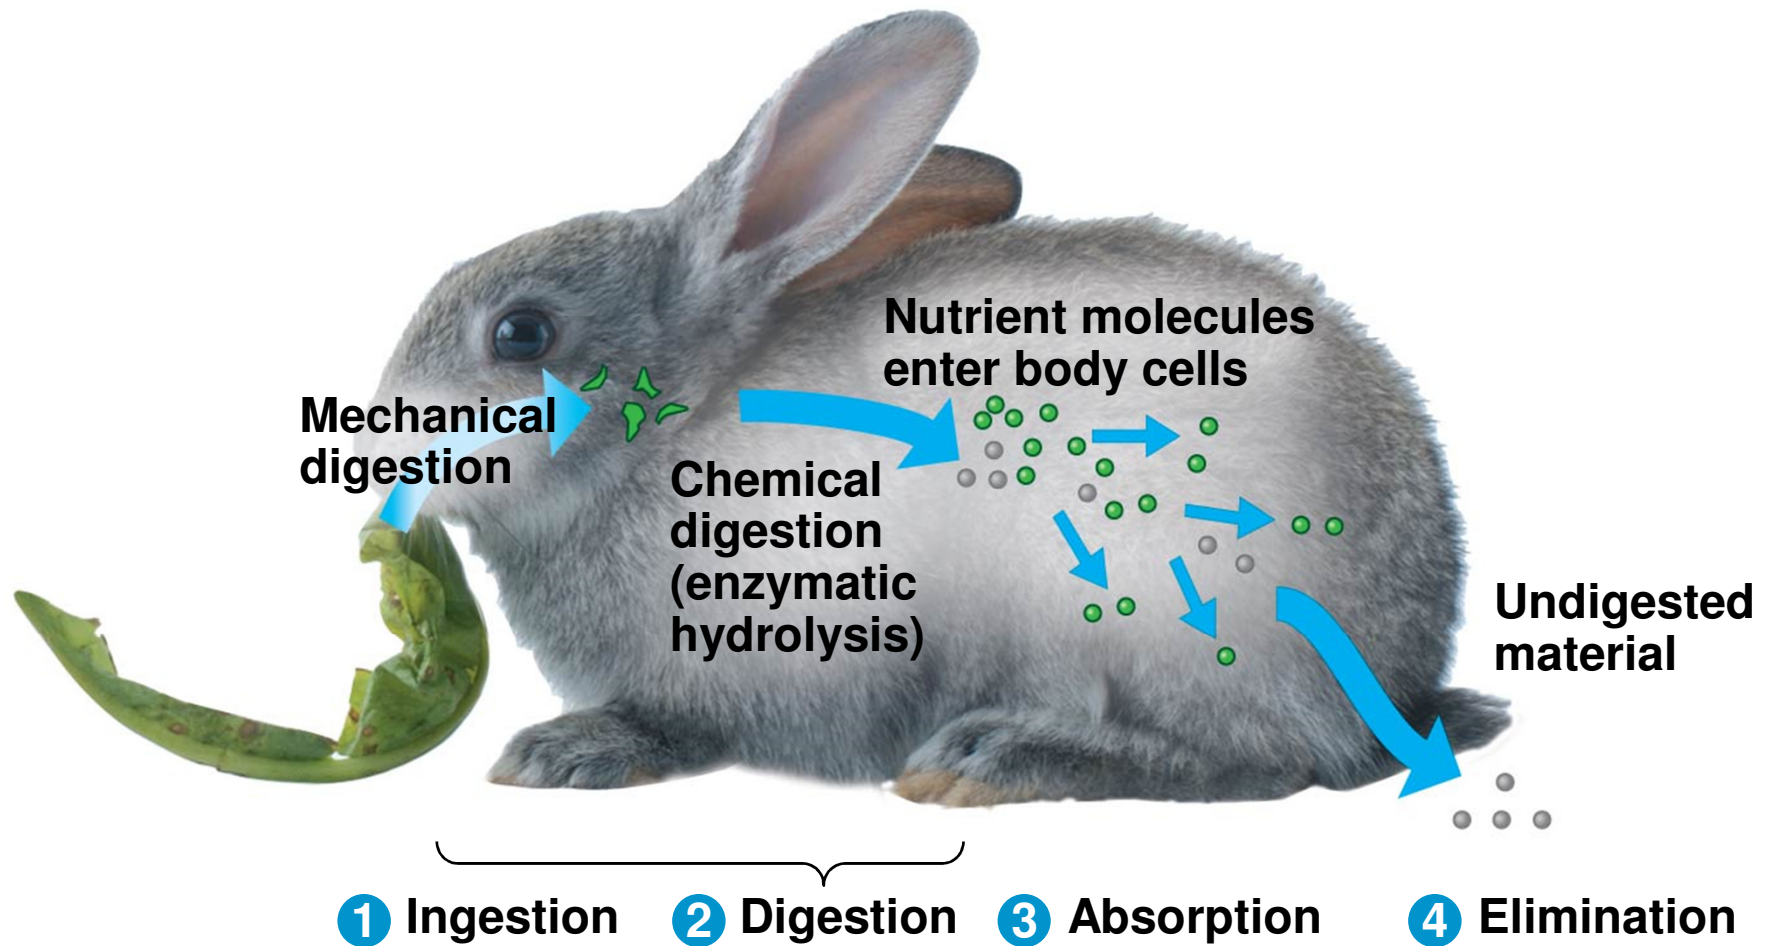 Nutrient molecules
enter body cells
Mechanical
digestion
Chemical
digestion
(enzymatic
hydrolysis)
Undigested
material
1 Ingestion
2 Digestion
3 Absorption
4 Elimination